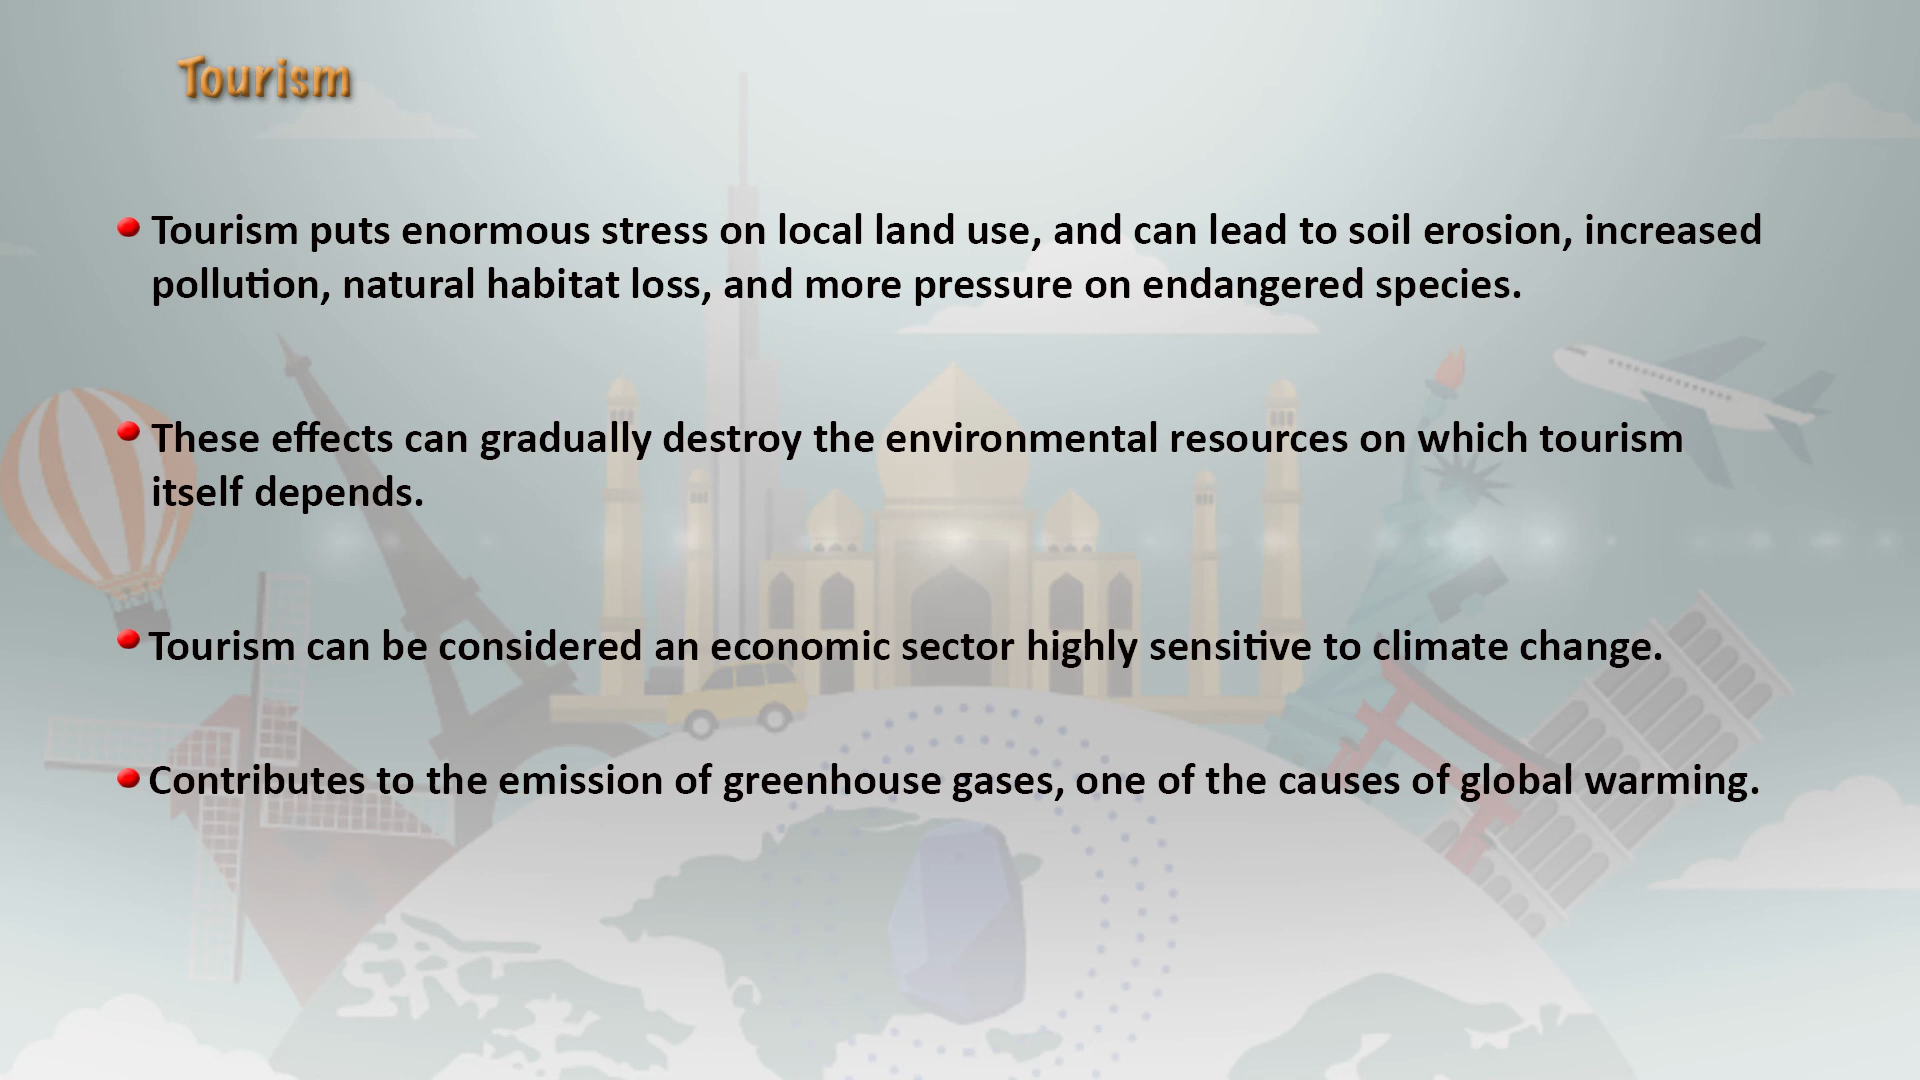 Tourism
Tourism puts enormous stress on local land use, and can lead to soil erosion, increased
pollution, natural habitat loss, and more pressure on endangered species.
These effects can gradually destroy the environmental resources on which tourism
itself depends.
Tourism can be considered an economic sector highly sensitive to climate change.
Contributes to the emission of greenhouse gases, one of the causes of global warming.